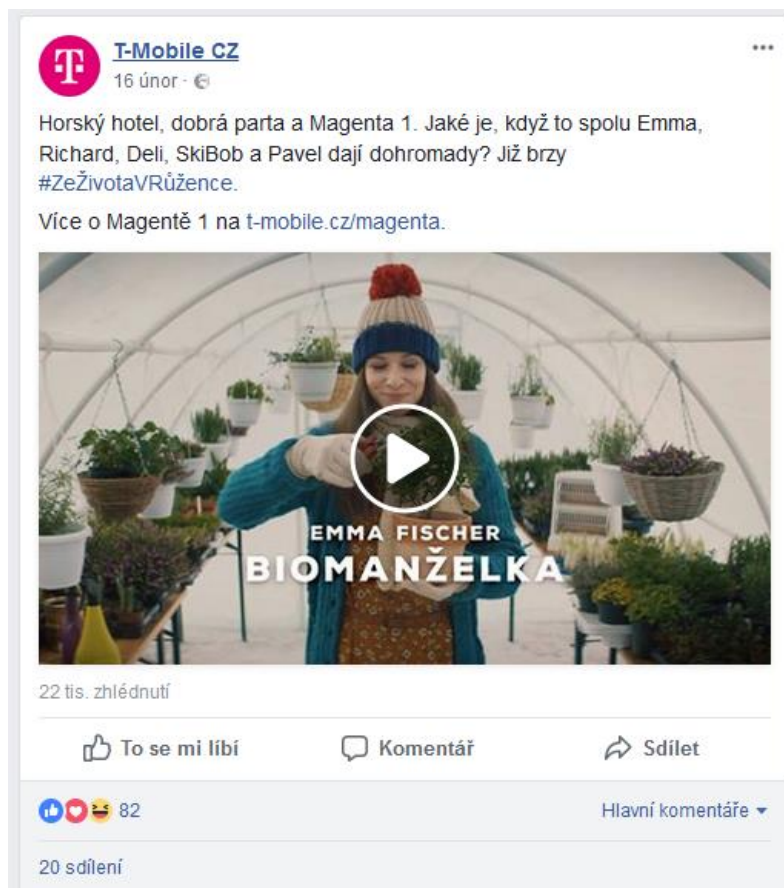 T-Mobile CZ
16 únor ·
Horský hotel, dobrá parta a Magenta 1. Jaké je, když to spolu Emma,
Richard, Deli, SkiBob a Pavel dají dohromady? Již brzy
#ZeŽivotaVRůžence.
Více o Magentě 1 na t-mobile.cz/magenta.
EMMA FISCHER
BIOMANŽELKA
22 tis. zhlédnutí
To se mi líbí
Komentář
Sdílet
82
Hlavní komentáře
20 sdílení